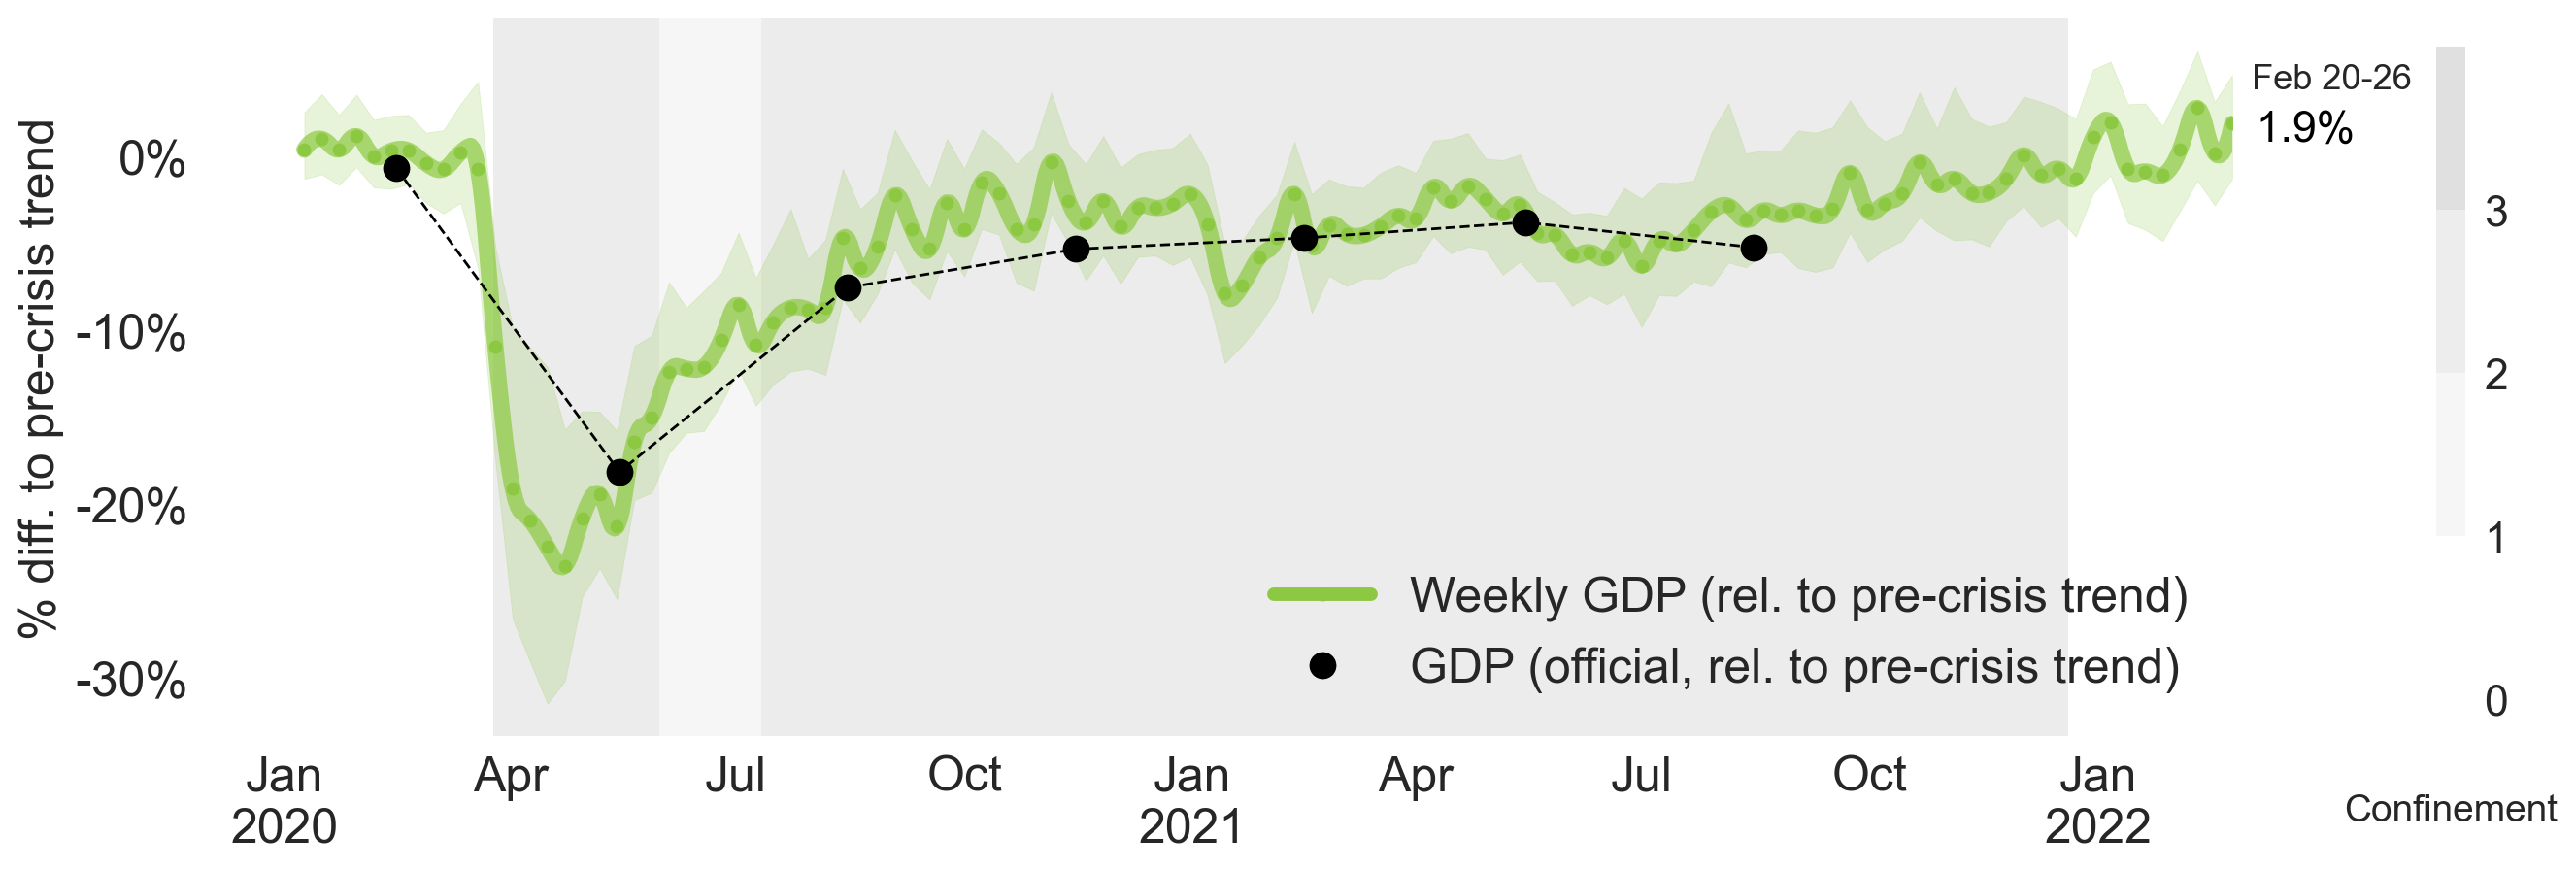 % diff. to pre-crisis trend
0%
-10%
-20%
-30%
Feb 20-26
1.9%
3
2
1
0
Weekly GDP (rel. to pre-crisis trend)
GDP (official, rel. to pre-crisis trend)
Jan
2020
Apr
Jul
Oct
Jan
2021
Apr
Jul
Oct
Jan
2022
Confinement